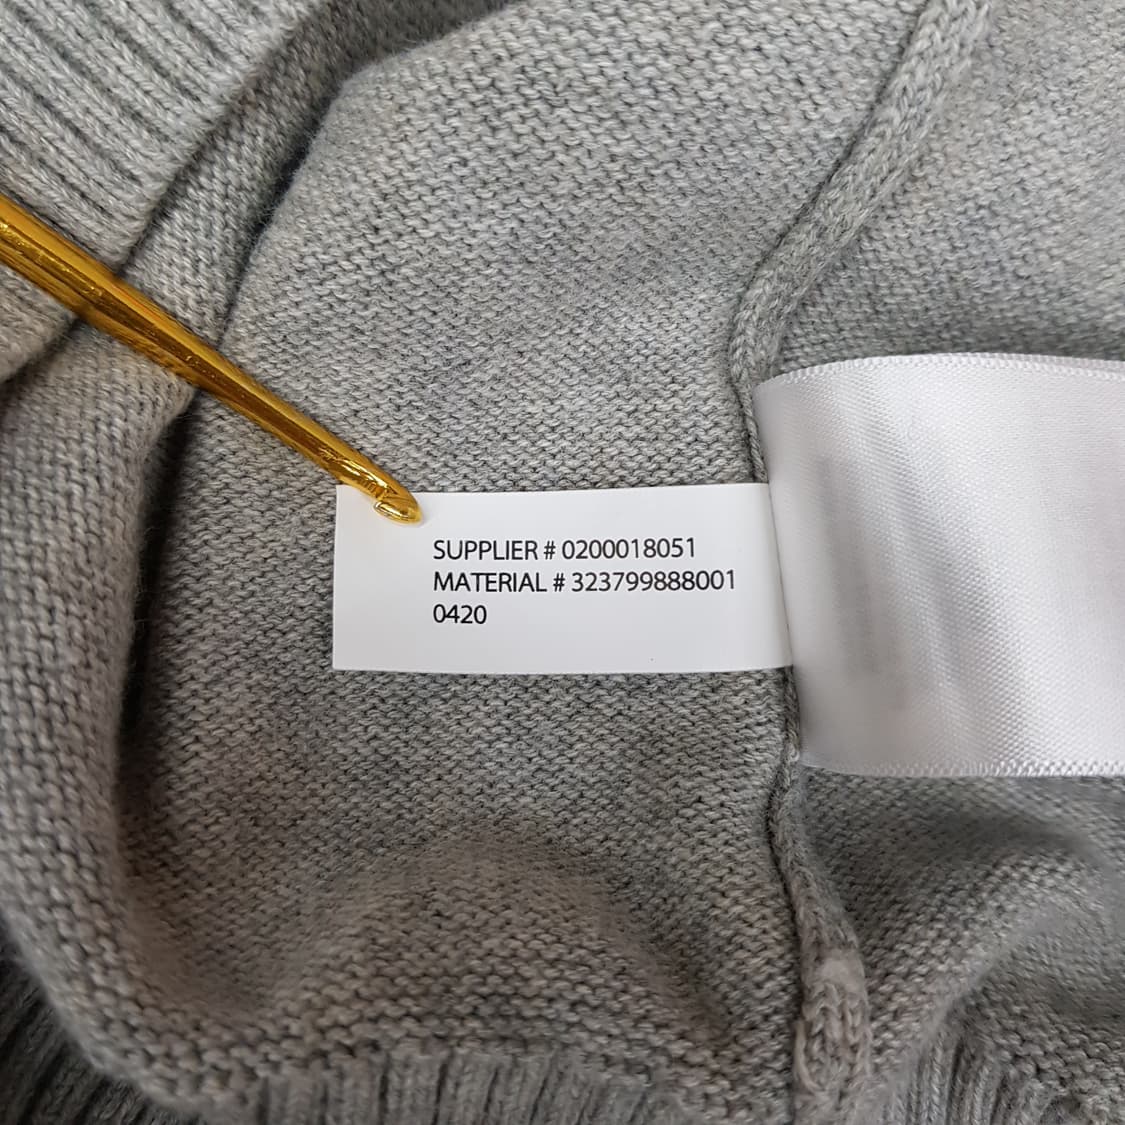 SUPPLIER # 0200018051
MATERIAL # 323799888001
0420